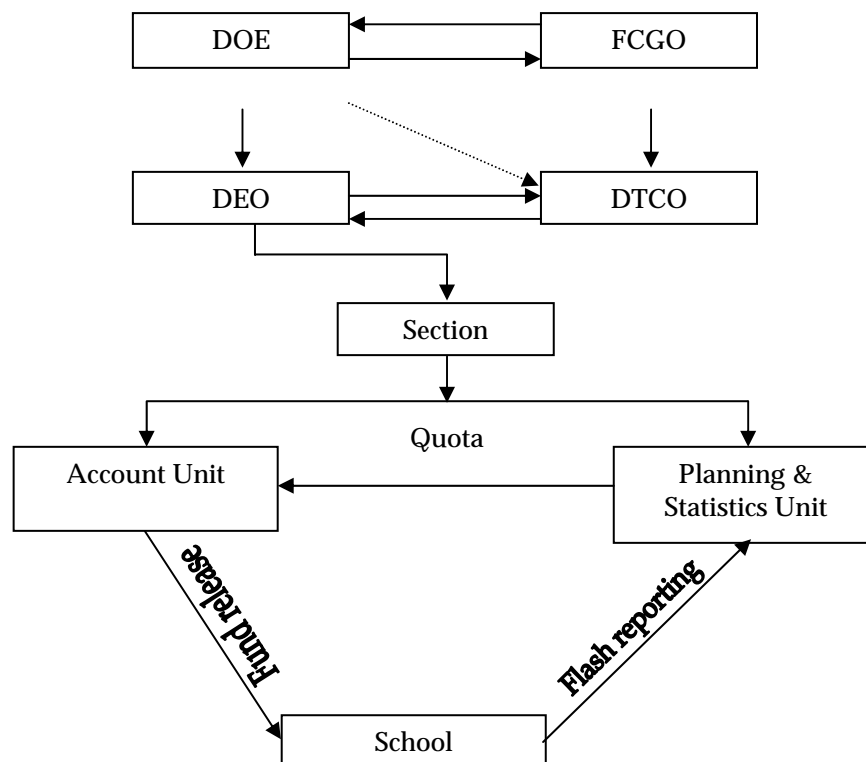 DOE
FCGO
DEO
DTCO
Section
Quota
Account Unit
Planning &
Statistics Unit
Fund release
Flash reporting
School